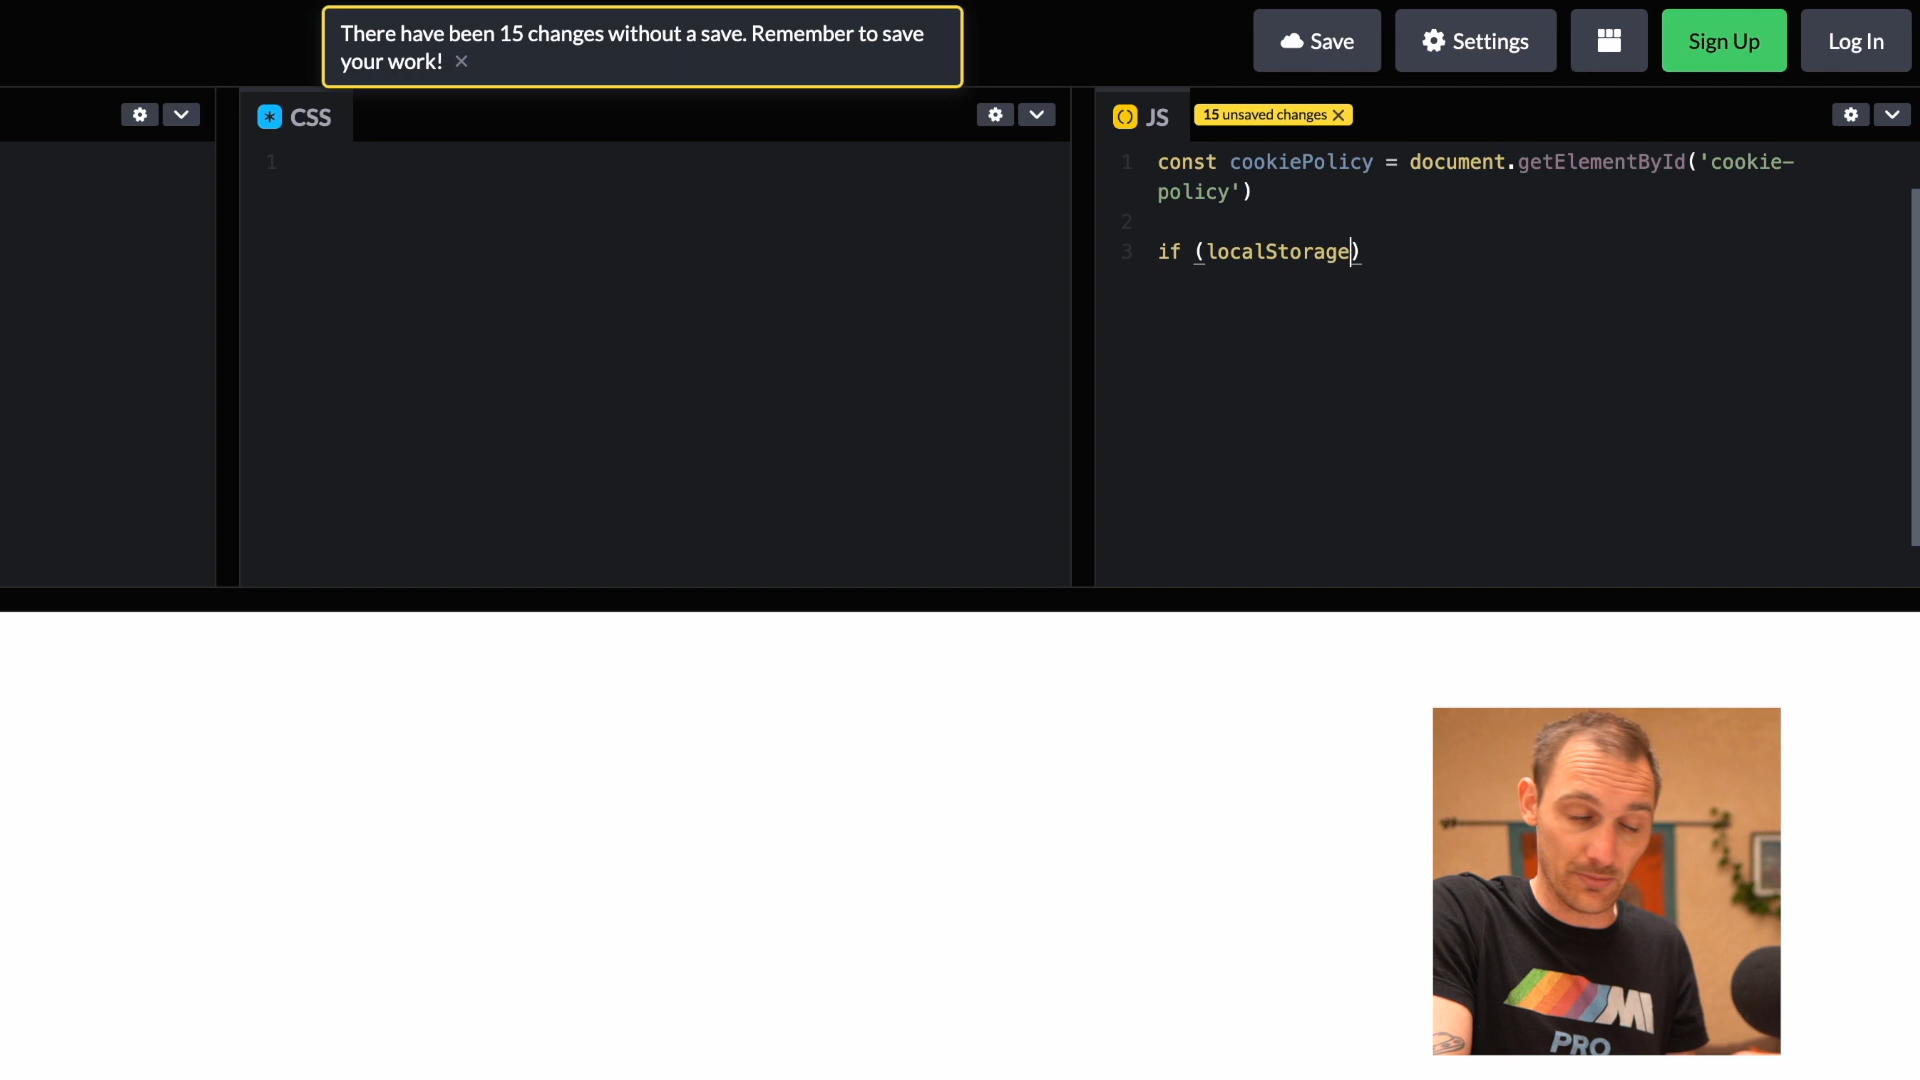 There have been 15 changes without a save. Remember to save
your work! ×
Save
Settings
Sign Up
Log In
* CSS
() JS
15 unsaved changes ×
1
1 const cookiePolicy = document.getElementById('cookie-
policy')
2
3 if (localStorage)
M
PRO